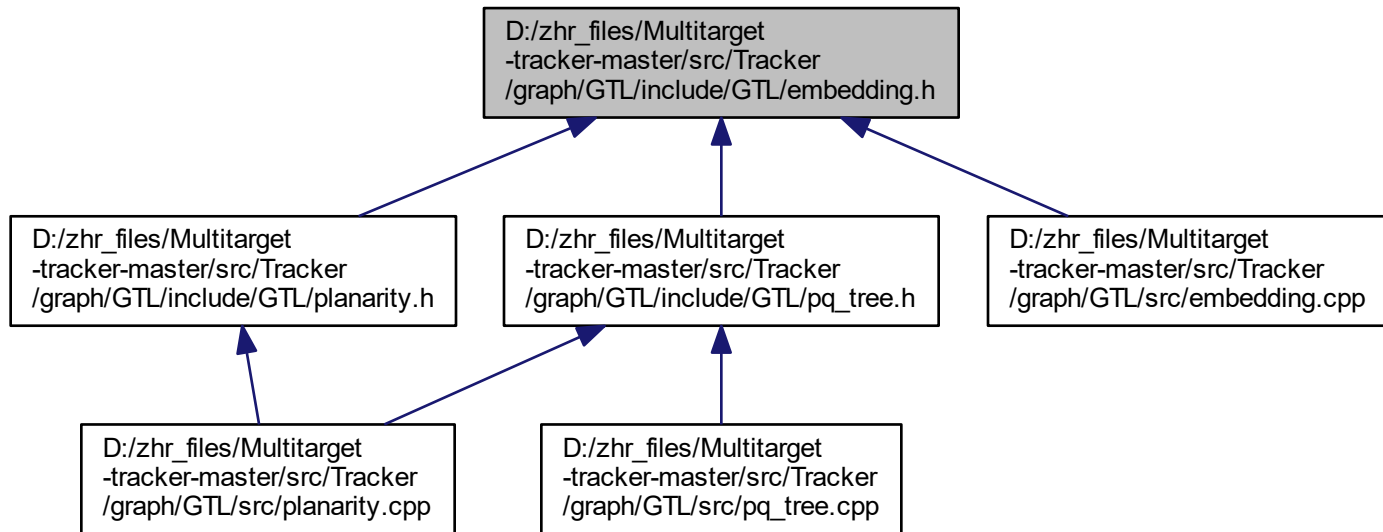 D:/zhr_files/Multitarget
-tracker-master/src/Tracker
/graph/GTL/include/GTL/embedding.h
D:/zhr_files/Multitarget
-tracker-master/src/Tracker
/graph/GTL/include/GTL/planarity.h
D:/zhr_files/Multitarget
-tracker-master/src/Tracker
/graph/GTL/include/GTL/pq_tree.h
D:/zhr_files/Multitarget
-tracker-master/src/Tracker
/graph/GTL/src/embedding.cpp
D:/zhr_files/Multitarget
-tracker-master/src/Tracker
/graph/GTL/src/planarity.cpp
D:/zhr_files/Multitarget
-tracker-master/src/Tracker
/graph/GTL/src/pq_tree.cpp